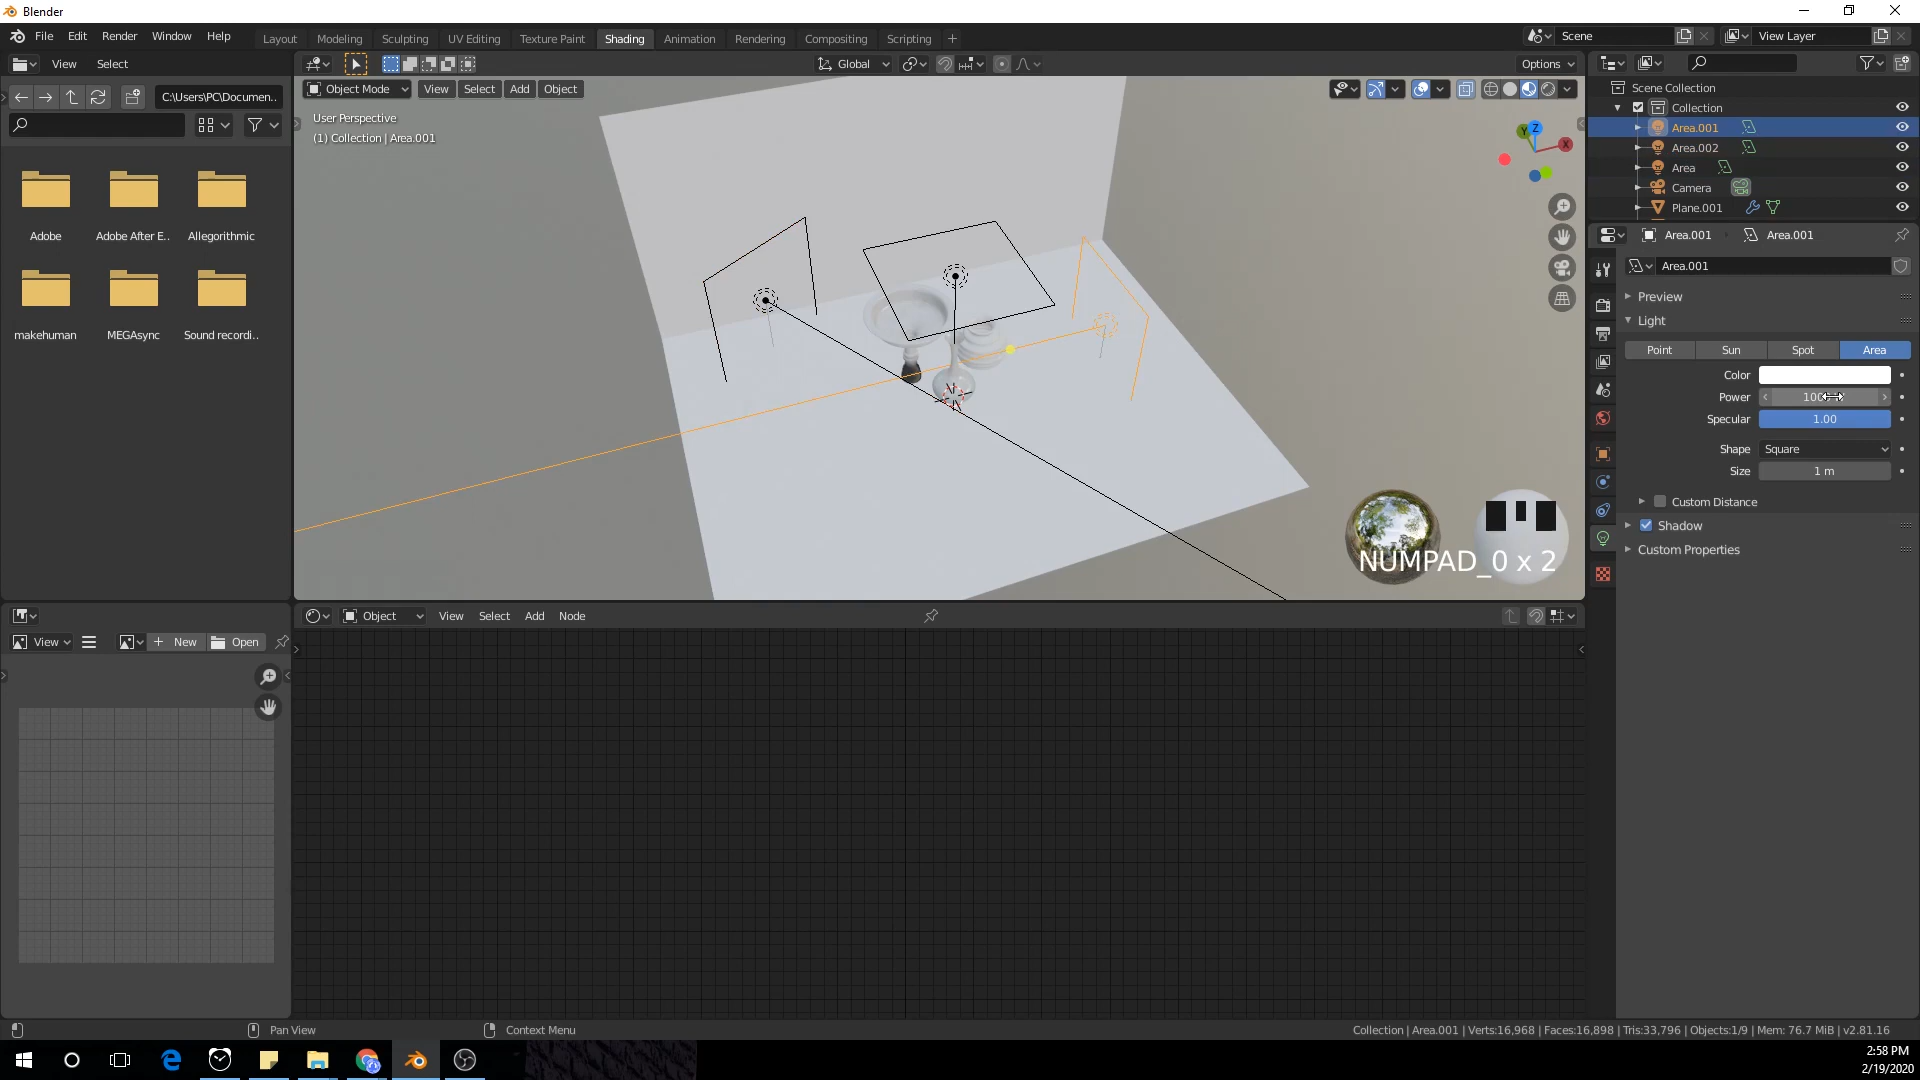 Blender
File Edit Render Window Help
Layout Modeling Sculpting UV Editing Texture Paint Shading Animation Rendering Compositing Scripting
Scene
View Layer
View Select
Global
Options
C:\Users\PC\Documen..
Object Mode View Select Add Object
User Perspective
(1) Collection | Area.001
Z
Y
X
Scene Collection
Collection
Area.001
Area.002
Area
Camera
Plane.001
Adobe
Adobe After E..
Allegorithmic
makehuman
MEGAsync
Sound recordi..
Area.001
Area.001
Area.001
Preview
Light
Point Sun Spot Area
Color
Power
Specular 1.00
Shape Square
Size 1 m
Custom Distance
Shadow
Custom Properties
NUMPAD_0 x 2
Object View Select Add Node
View New Open
Pan View
Context Menu
Collection | Area.001 | Verts:16,968 | Faces:16,898 | Tris:33,796 | Objects:1/9 | Mem: 76.7 MiB | v2.81.16
2:58 PM
2/19/2020